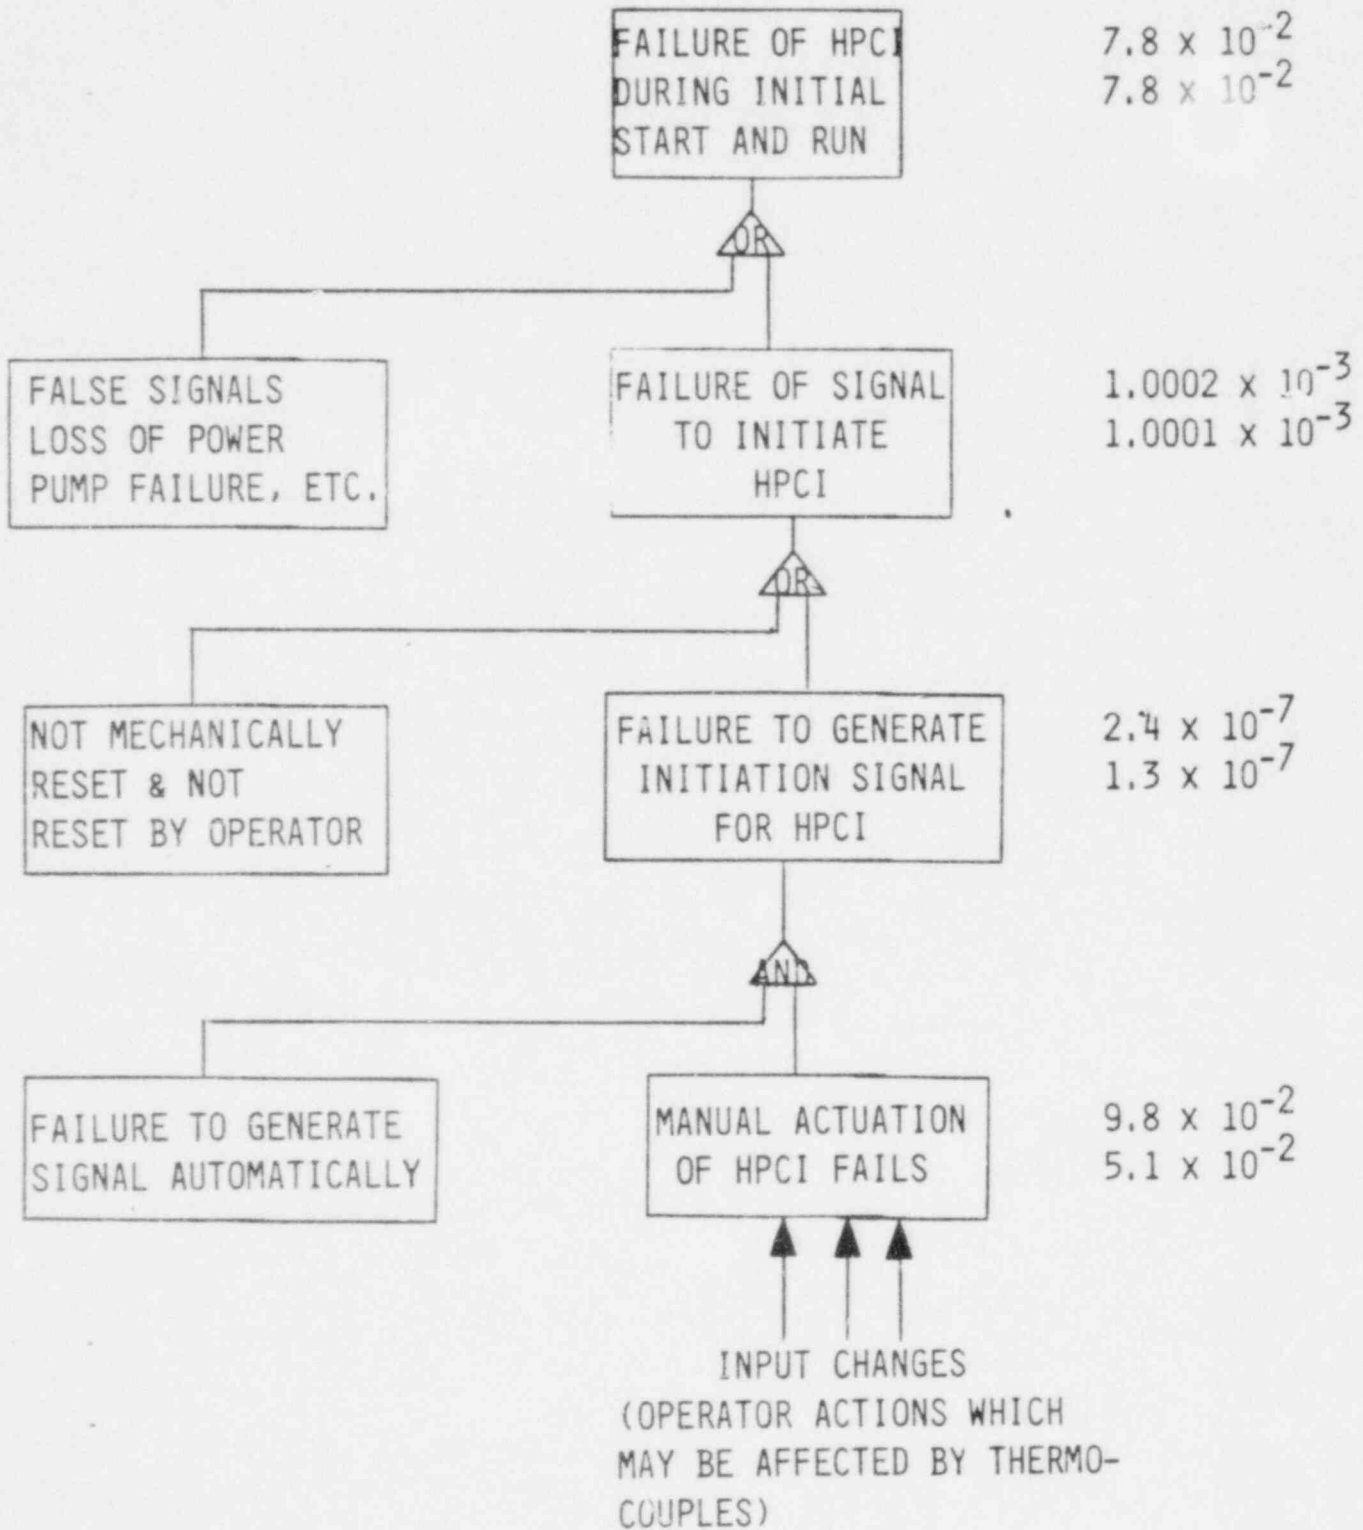 FAILURE OF HPCI
DURING INITIAL
START AND RUN
7.8 x 10^-2
7.8 x 10^-2
OR
FALSE SIGNALS
LOSS OF POWER
PUMP FAILURE, ETC.
FAILURE OF SIGNAL
TO INITIATE
HPCI
1.0002 x 10^-3
1.0001 x 10^-3
OR
NOT MECHANICALLY
RESET & NOT
RESET BY OPERATOR
FAILURE TO GENERATE
INITIATION SIGNAL
FOR HPCI
2.4 x 10^-7
1.3 x 10^-7
AND
FAILURE TO GENERATE
SIGNAL AUTOMATICALLY
MANUAL ACTUATION
OF HPCI FAILS
9.8 x 10^-2
5.1 x 10^-2
INPUT CHANGES
(OPERATOR ACTIONS WHICH
MAY BE AFFECTED BY THERMO-
COUPLES)